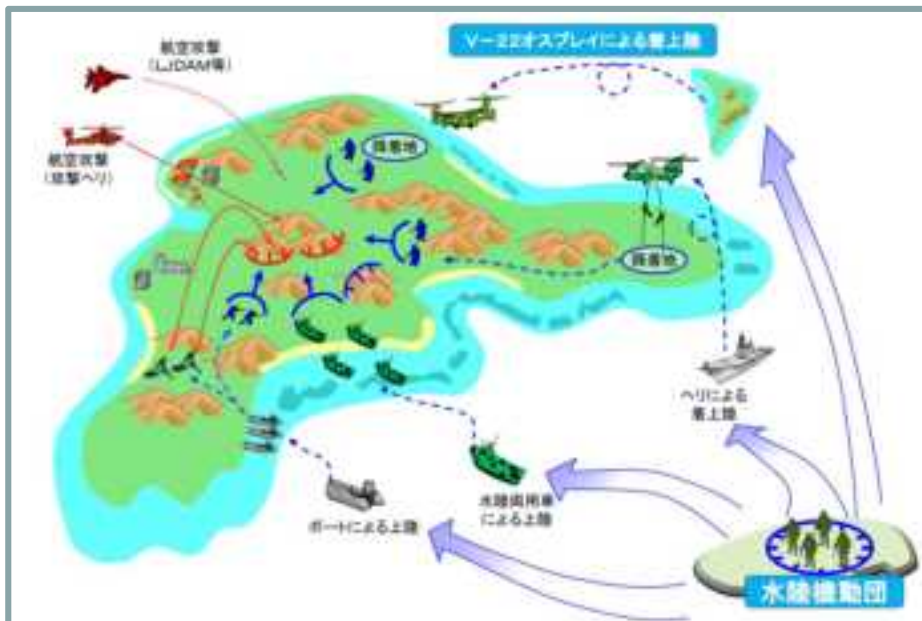 V-22オスプレイによる着上陸
航空攻撃
(LJDAM等)
航空攻撃
(攻撃ヘリ)
降着地
降着地
ヘリによる
着上陸
水陸両用車
による上陸
ボートによる上陸
水陸機動団